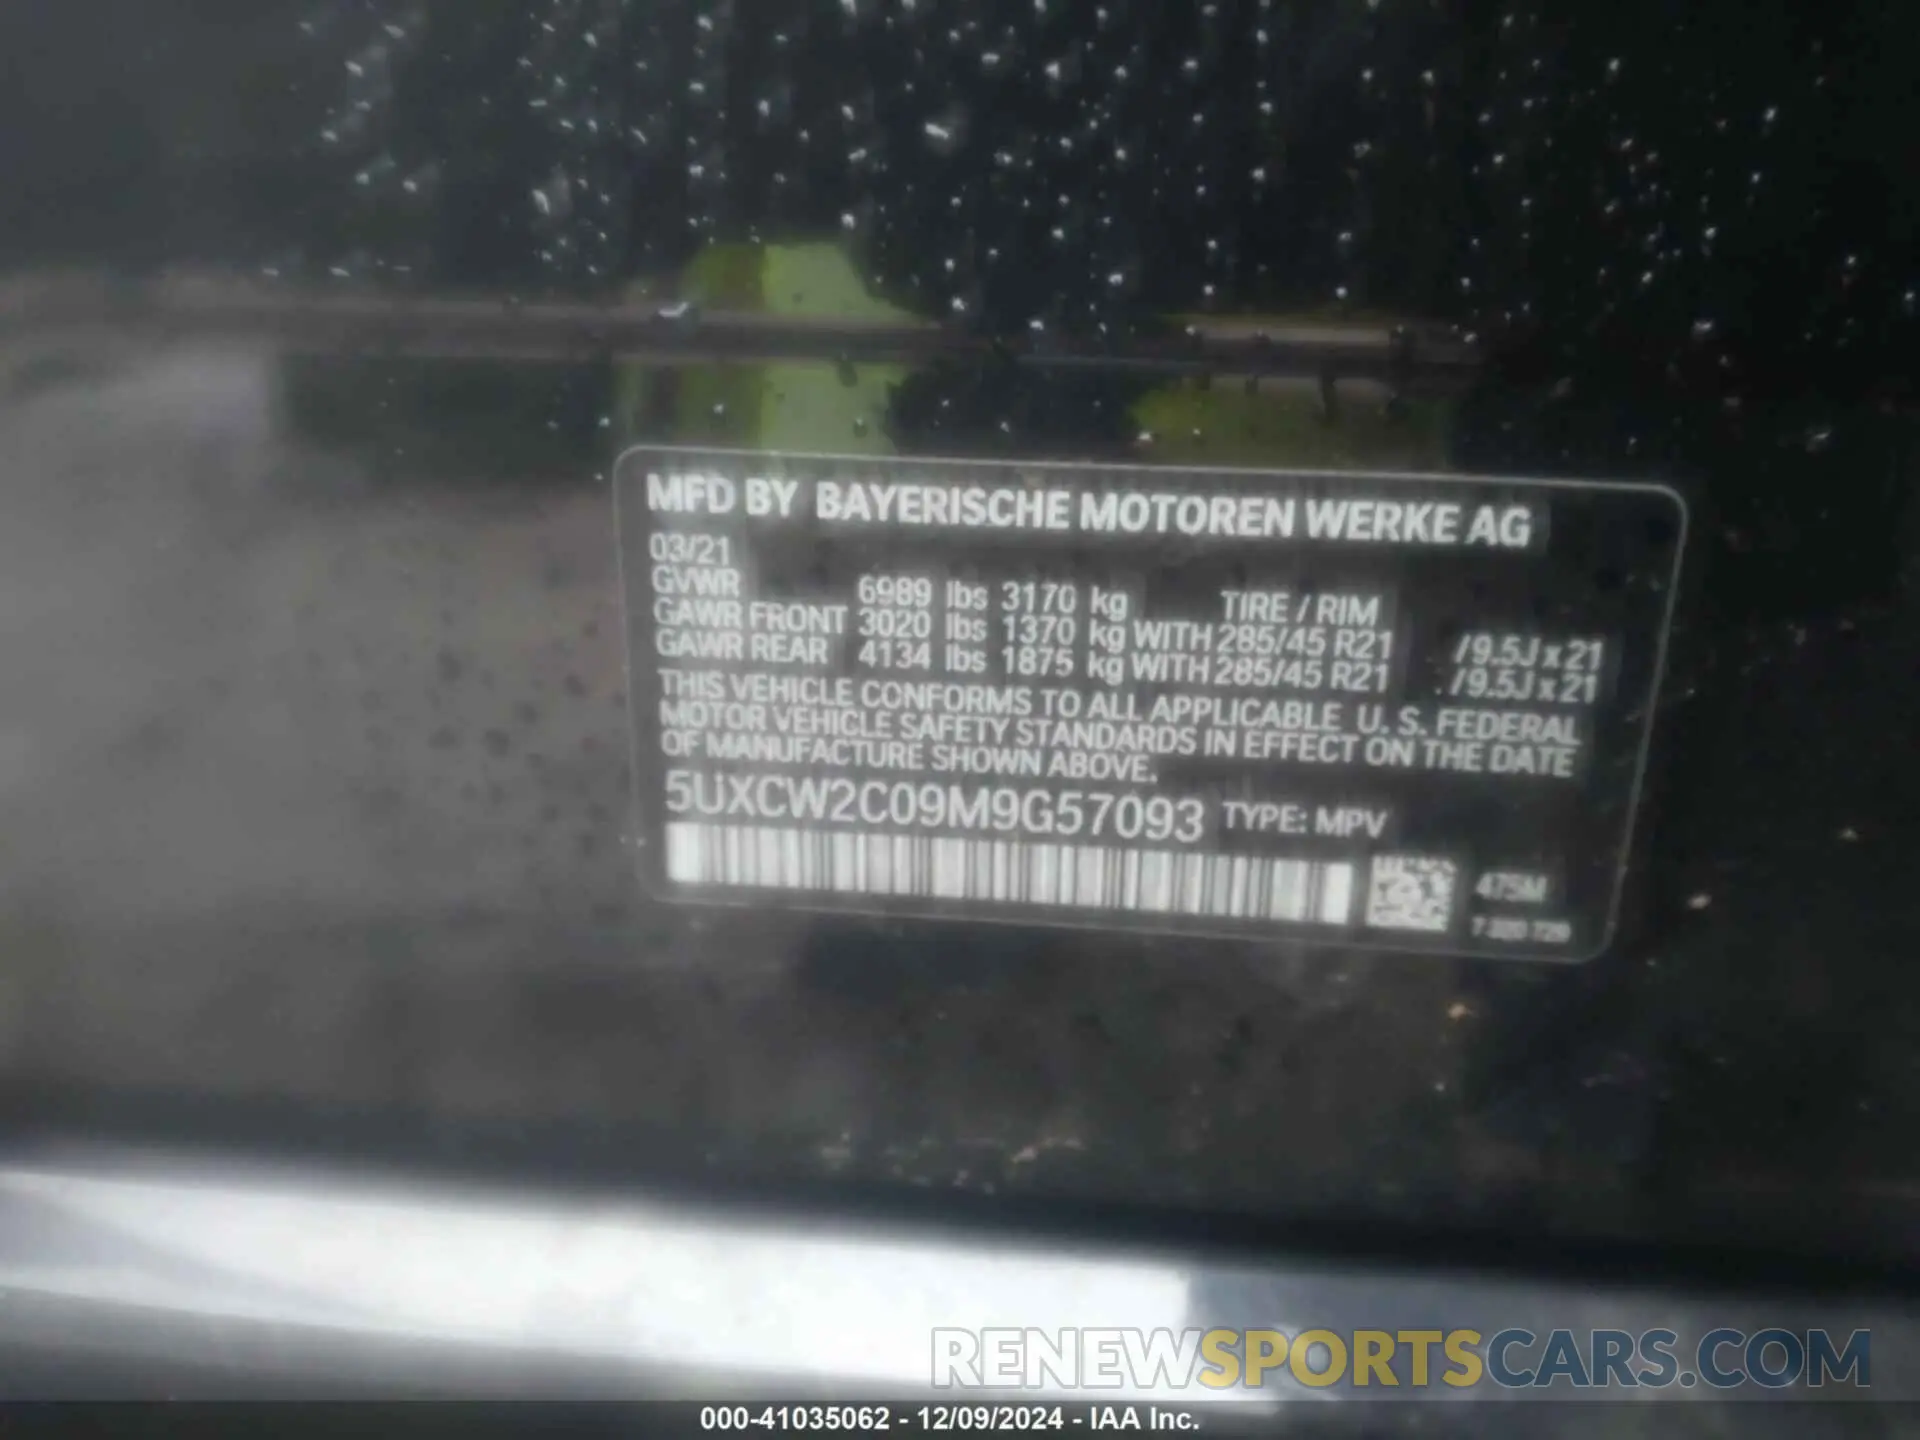 MFD BY BAYERISCHE MOTOREN WERKE AG
03/21
GVWR 6989 lbs 3170 kg TIRE / RIM
GAWR FRONT 3020 lbs 1370 kg WITH 285/45 R21 /9.5J x 21
GAWR REAR 4134 lbs 1875 kg WITH 285/45 R21 /9.5J x 21
THIS VEHICLE CONFORMS TO ALL APPLICABLE U. S. FEDERAL
MOTOR VEHICLE SAFETY STANDARDS IN EFFECT ON THE DATE
OF MANUFACTURE SHOWN ABOVE.
5UXCW2C09M9G57093 TYPE: MPV
475M
7 320 729
RENEWSPORTSCARS.COM
000-41035062 - 12/09/2024 - IAA Inc.